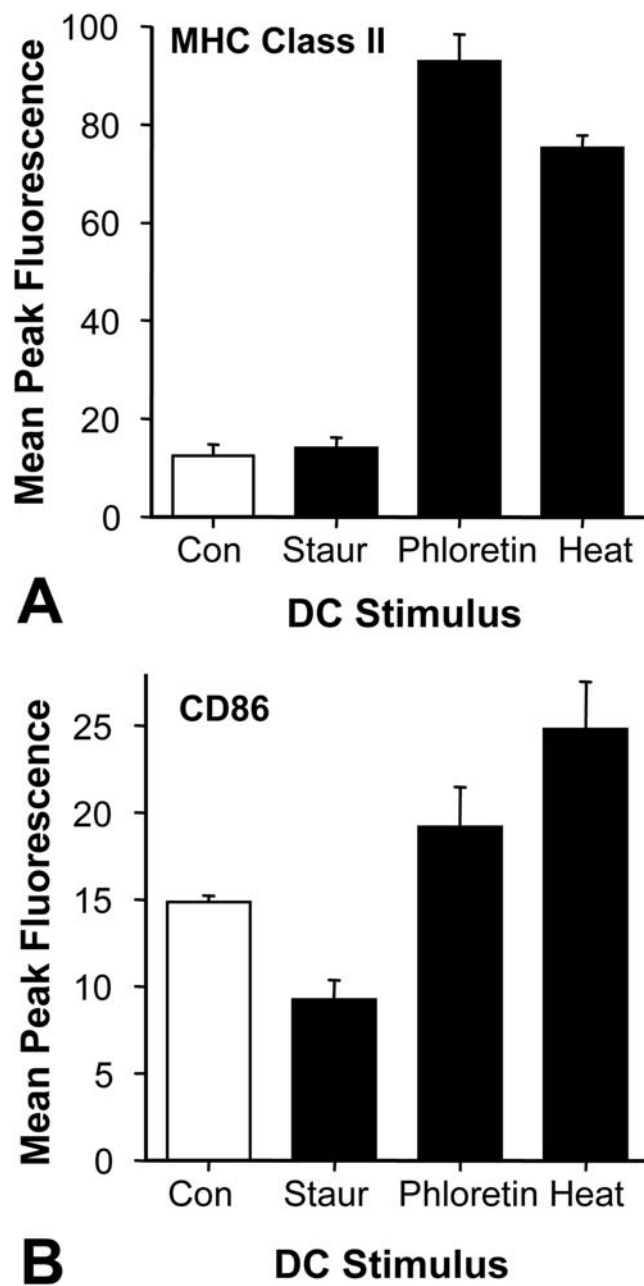 MHC Class II
Mean Peak Fluorescence
100
80
60
40
20
0
Con Staur Phloretin Heat
A
DC Stimulus
CD86
Mean Peak Fluorescence
25
20
15
10
5
0
Con Staur Phloretin Heat
B
DC Stimulus